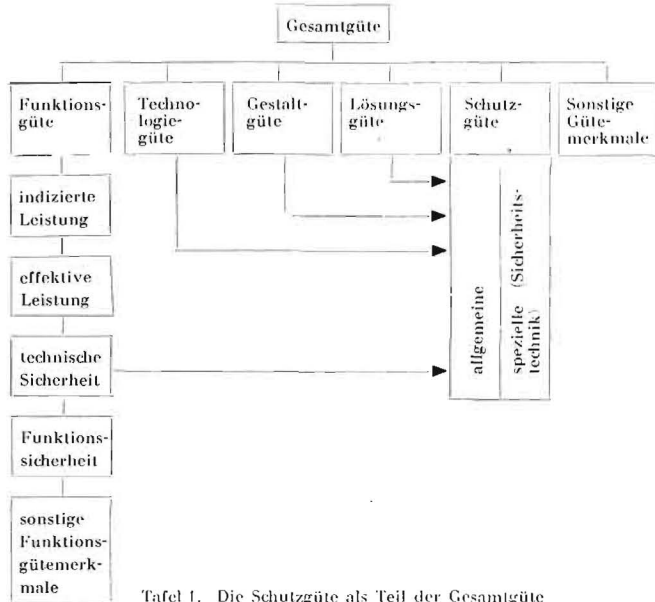 Gesamtgüte
Funktions-
güte
Techno-
logie-
güte
Gestalt-
güte
Lösungs-
güte
Schutz-
güte
Sonstige
Güte-
merkmale
indizierte
Leistung
effektive
Leistung
technische
Sicherheit
Funktions-
sicherheit
sonstige
Funktions-
gütemerk-
male
allgemeine
spezielle (Sicherheits-
technik)
Tafel 1. Die Schutzgüte als Teil der Gesamtgüte